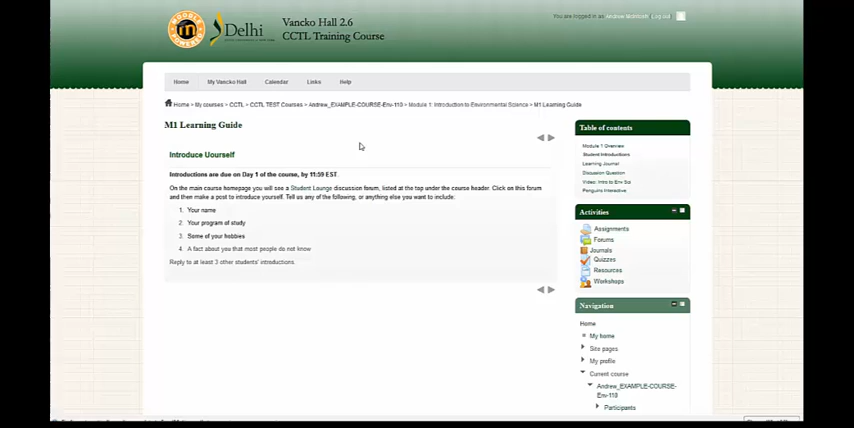 You are logged in as Andrew McIntosh (Log out)
MOODLE
POWERED
Delhi
Vancko Hall 2.6
CCTL Training Course
Home My Vancko Hall Calendar Links Help
Home > My courses > CCTL > CCTL TEST Courses > Andrew_EXAMPLE-COURSE-Env-110 > Module 1: Introduction to Environmental Science > M1 Learning Guide
M1 Learning Guide
Introduce Uourself
Introductions are due on Day 1 of the course, by 11:59 EST.
On the main course homepage you will see a Student Lounge discussion forum, listed at the top under the course header. Click on this forum
and then make a post to introduce yourself. Tell us any of the following, or anything else you want to include:
1. Your name
2. Your program of study
3. Some of your hobbies
4. A fact about you that most people do not know
Reply to at least 3 other students' introductions.
Table of contents
Module 1 Overview
Student Introductions
Learning Journal
Discussion Question
Video: Intro to Env Sci
Penguins Interactive
Activities
Assignments
Forums
Journals
Quizzes
Resources
Workshops
Navigation
Home
My home
Site pages
My profile
Current course
Andrew_EXAMPLE-COURSE-
Env-110
Participants